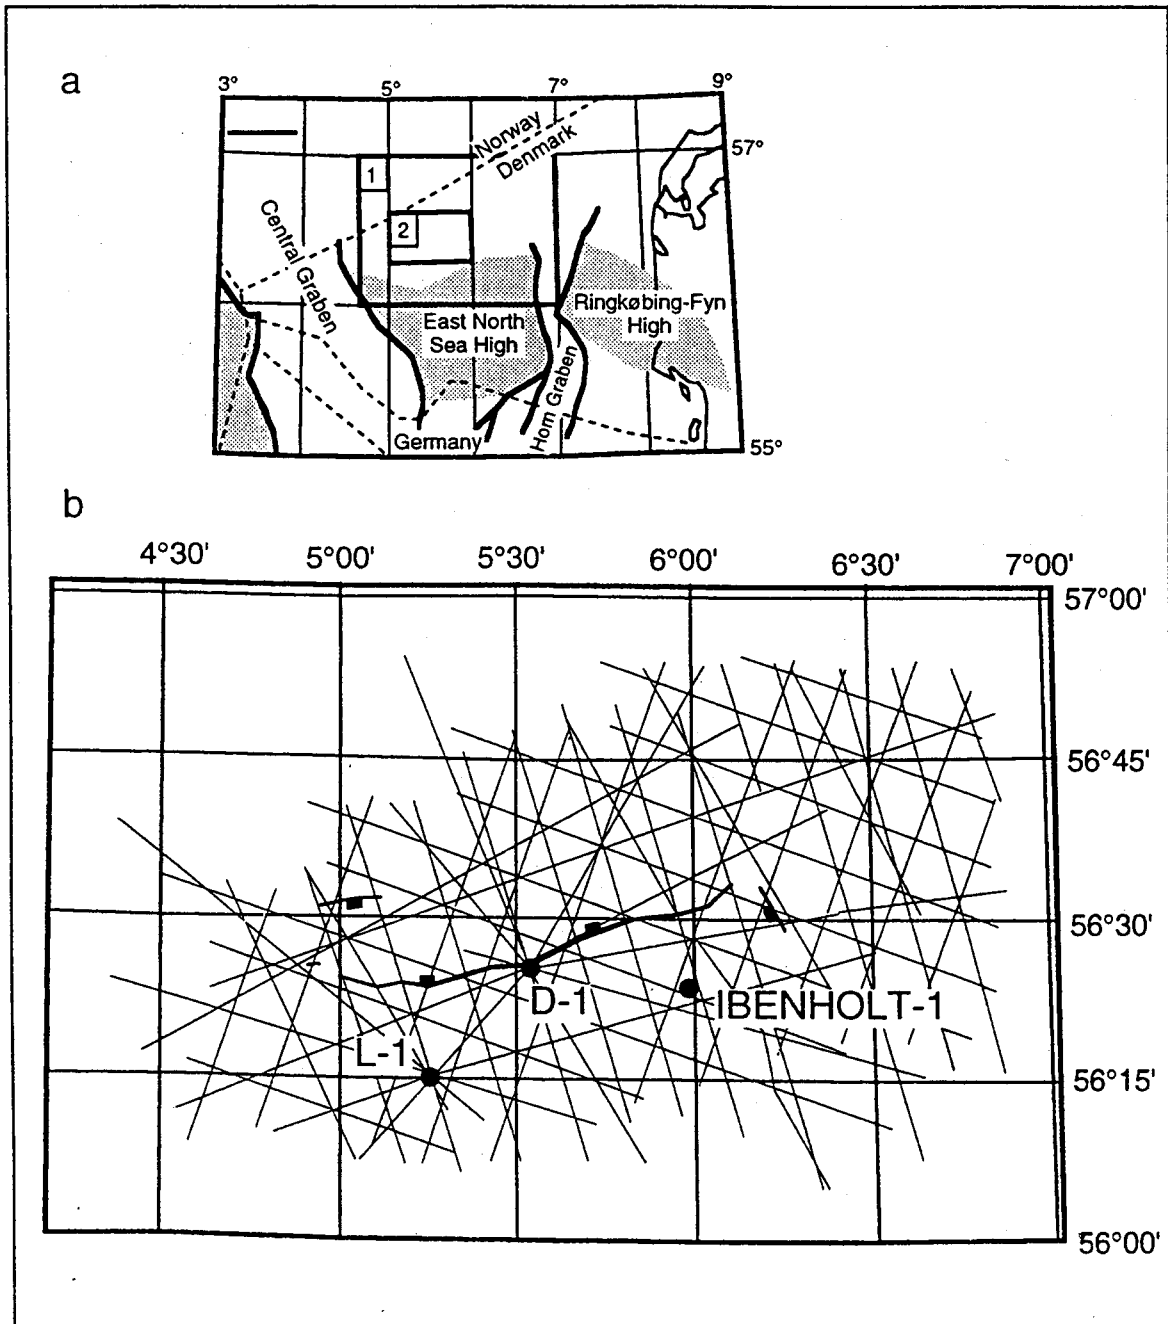 a
3°
5°
7°
9°
Norway
Denmark
57°
1
2
Central Graben
Ringkøbing-Fyn
High
East North
Sea High
Horn Graben
Germany
55°
b
4°30'
5°00'
5°30'
6°00'
6°30'
7°00'
57°00'
56°45'
56°30'
D-1
IBENHOLT-1
L-1
56°15'
56°00'